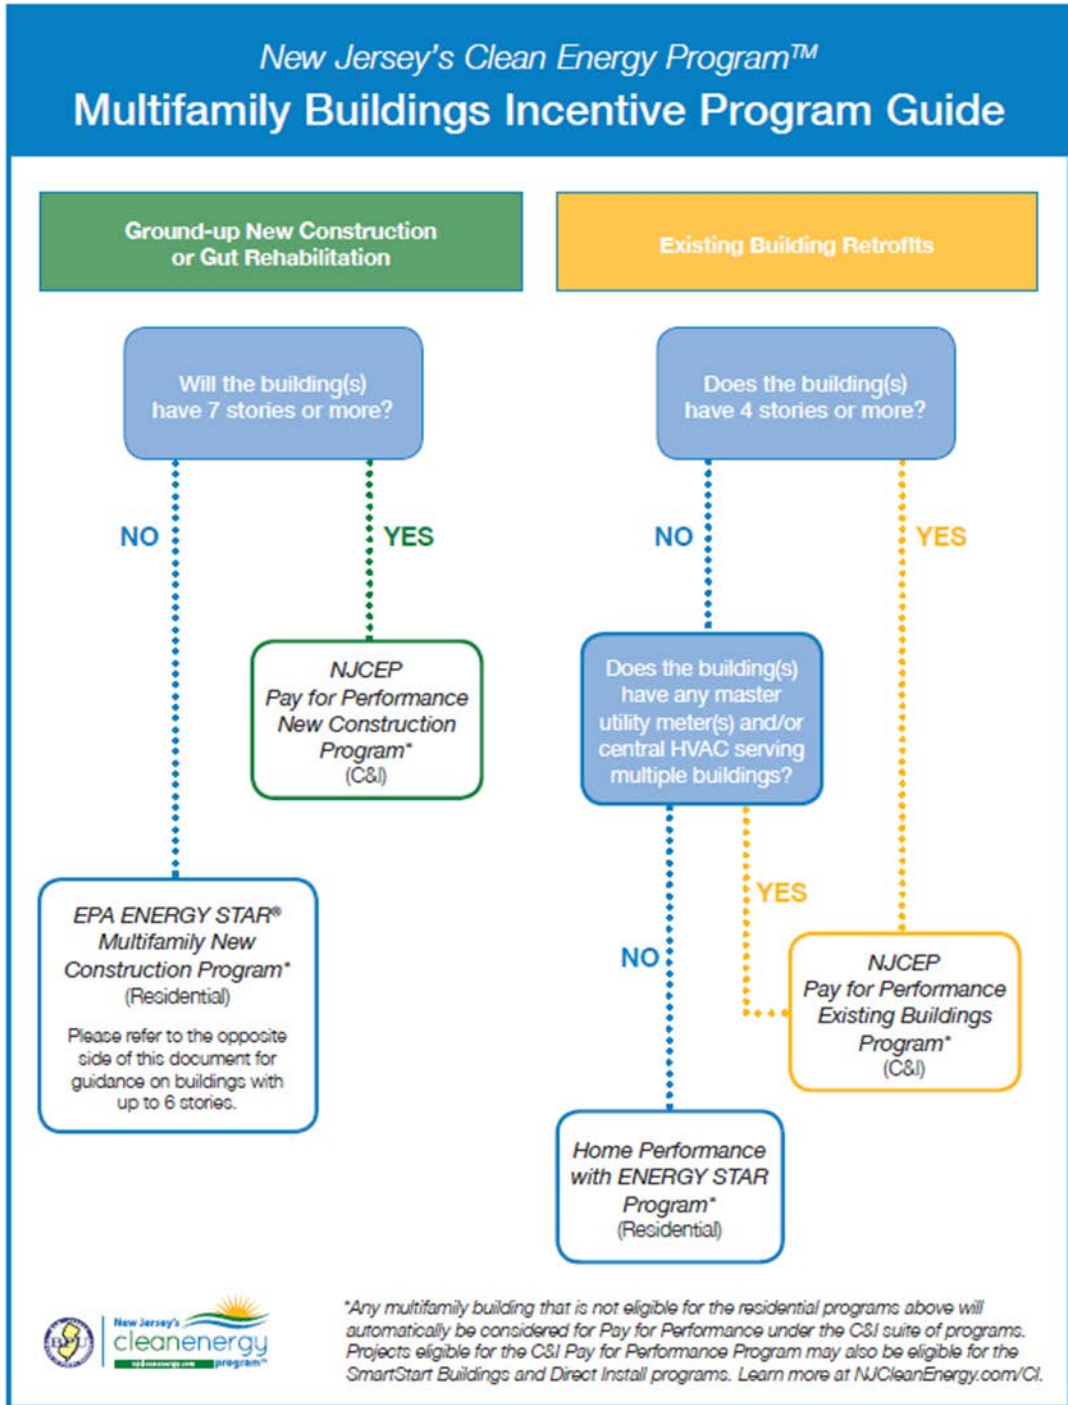 New Jersey's Clean Energy Program™
Multifamily Buildings Incentive Program Guide
Ground-up New Construction
or Gut Rehabilitation
Existing Building Retrofits
Will the building(s)
have 7 stories or more?
Does the building(s)
have 4 stories or more?
NO
YES
NO
YES
NJCEP
Pay for Performance
New Construction
Program*
(C&I)
Does the building(s)
have any master
utility meter(s) and/or
central HVAC serving
multiple buildings?
EPA ENERGY STAR®
Multifamily New
Construction Program*
(Residential)
Please refer to the opposite
side of this document for
guidance on buildings with
up to 6 stories.
NO
YES
NJCEP
Pay for Performance
Existing Buildings
Program*
(C&I)
Home Performance
with ENERGY STAR
Program*
(Residential)
New Jersey's
cleanenergy
njcleanenergy.com
program™
*Any multifamily building that is not eligible for the residential programs above will
automatically be considered for Pay for Performance under the C&I suite of programs.
Projects eligible for the C&I Pay for Performance Program may also be eligible for the
SmartStart Buildings and Direct Install programs. Learn more at NJCleanEnergy.com/CI.